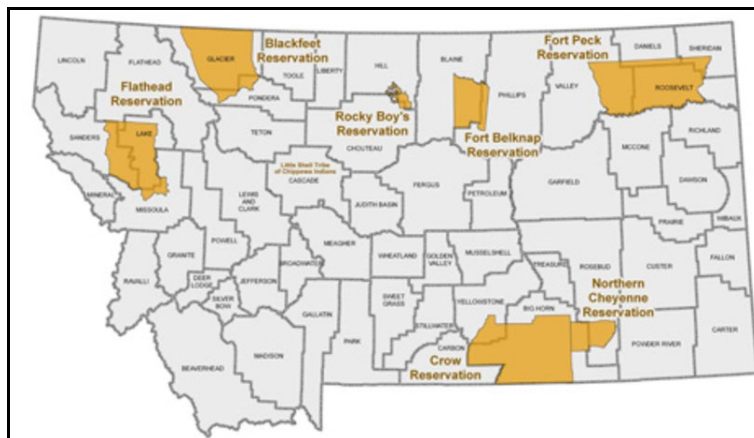 Blackfeet
Reservation
Fort Peck
Reservation
DANIELS
SHERIDAN
LINCOLN
FLATHEAD
GLACIER
TOOLE
LIBERTY
HILL
BLAINE
PHILLIPS
VALLEY
ROOSEVELT
Flathead
Reservation
PONDERA
Rocky Boy's
Reservation
Fort Belknap
Reservation
SANDERS
LAKE
TETON
CHOUTEAU
RICHLAND
MCCONE
Little Shell Tribe
of Chippewa Indians
CASCADE
FERGUS
PETROLEUM
GARFIELD
DAWSON
MINERAL
MISSOULA
LEWIS
AND
CLARK
JUDITH BASIN
PRAIRIE
WIBAUX
POWELL
MEAGHER
WHEATLAND
GOLDEN
VALLEY
MUSSELSHELL
TREASURE
ROSEBUD
CUSTER
FALLON
GRANITE
RAVALLI
DEER
LODGE
SILVER
BOW
JEFFERSON
BROADWATER
Northern
Cheyenne
Reservation
SWEET
GRASS
YELLOWSTONE
BIG HORN
GALLATIN
PARK
STILLWATER
CARBON
POWDER RIVER
CARTER
BEAVERHEAD
MADISON
Crow
Reservation